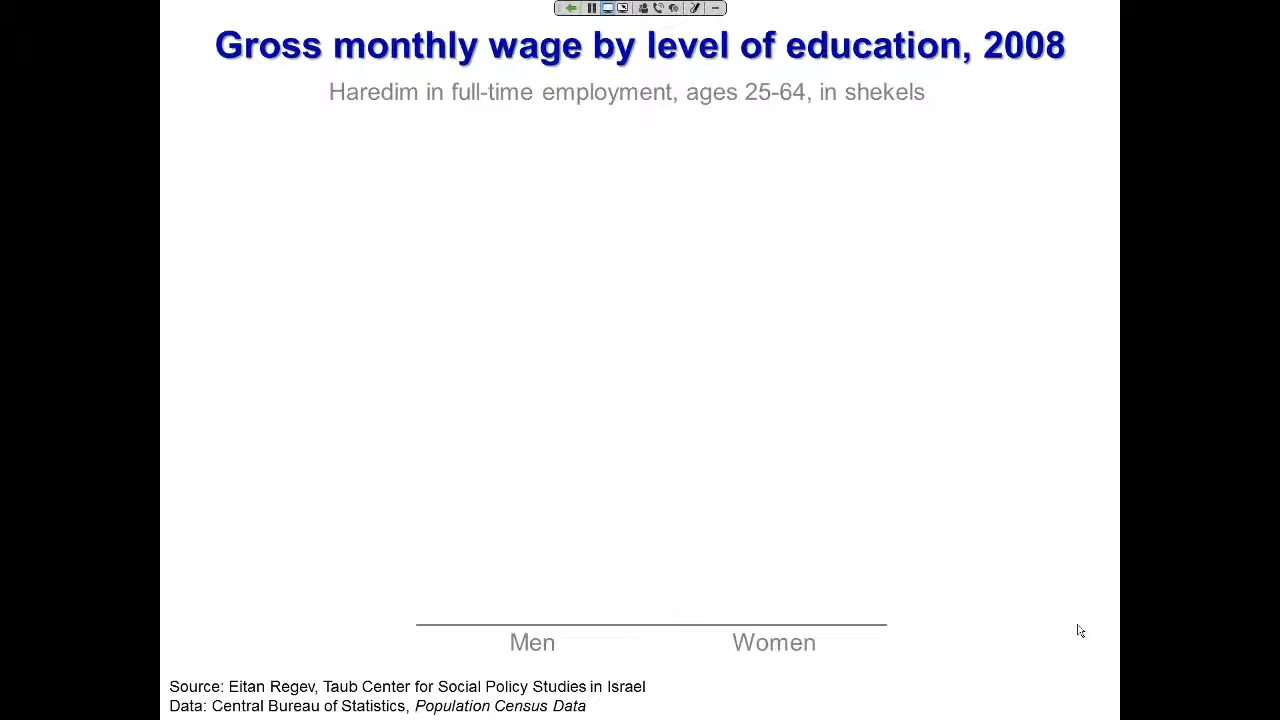 Gross monthly wage by level of education, 2008
Haredim in full-time employment, ages 25-64, in shekels
Men
Women
Source: Eitan Regev, Taub Center for Social Policy Studies in Israel
Data: Central Bureau of Statistics, Population Census Data